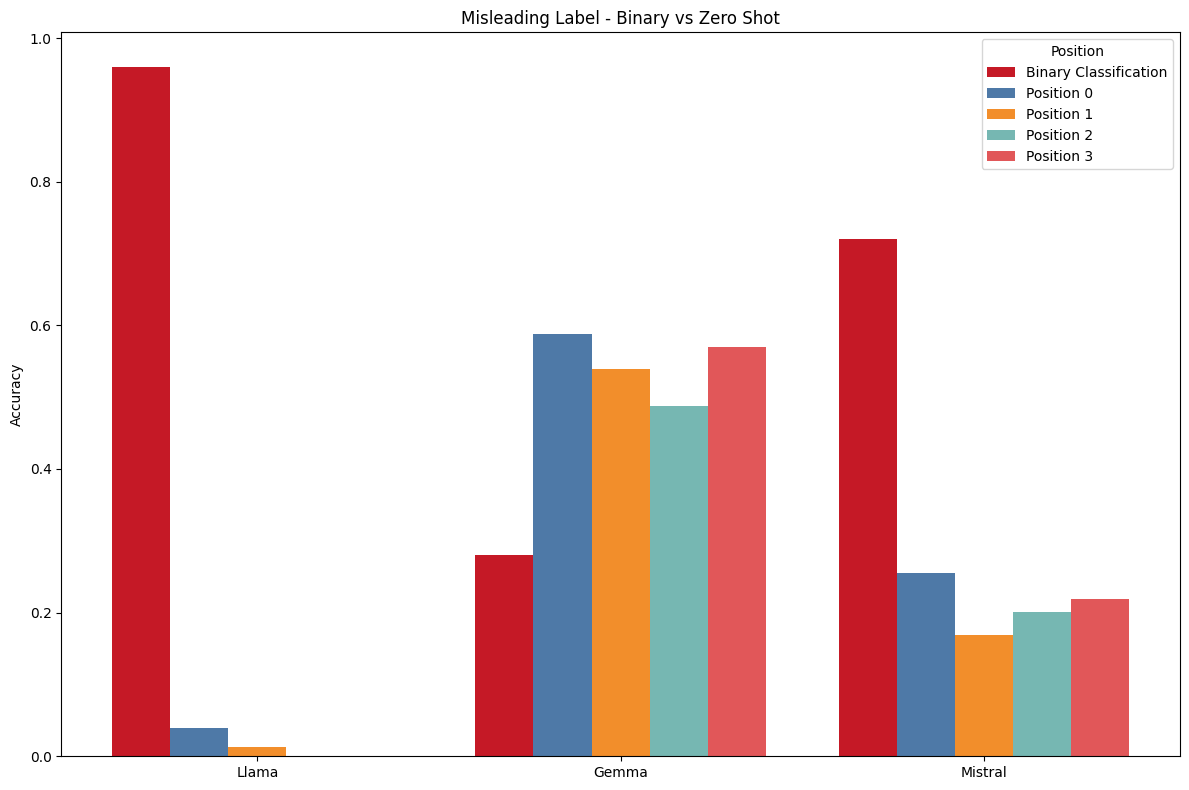 Misleading Label - Binary vs Zero Shot
Position
Binary Classification
Position 0
Position 1
Position 2
Position 3
Accuracy
1.0
0.8
0.6
0.4
0.2
0.0
Llama
Gemma
Mistral